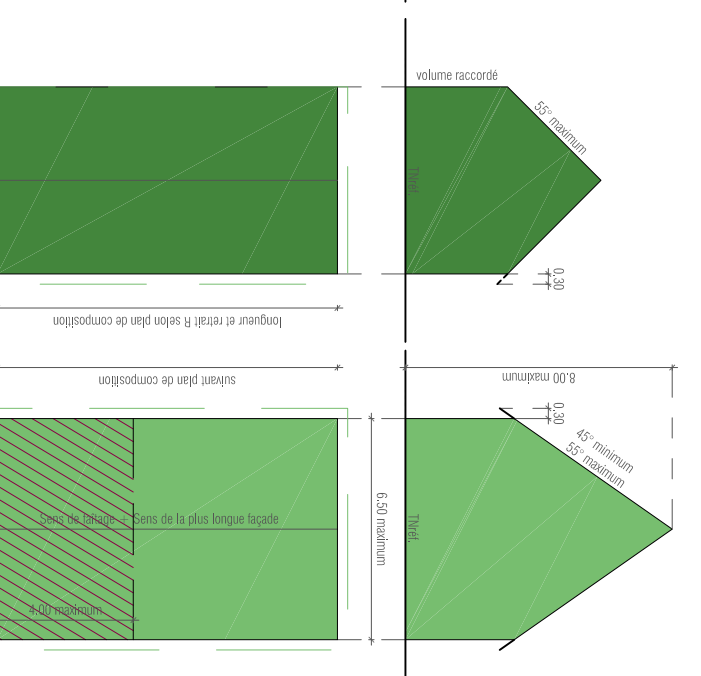 volume raccordé
55° maximum
TNréf.
0.30
longueur et retrait R selon plan de composition
suivant plan de composition
8.00 maximum
0.30
45° minimum
55° maximum
6.50 maximum
TNréf.
Sens de faîtage + Sens de la plus longue façade
4.00 maximum